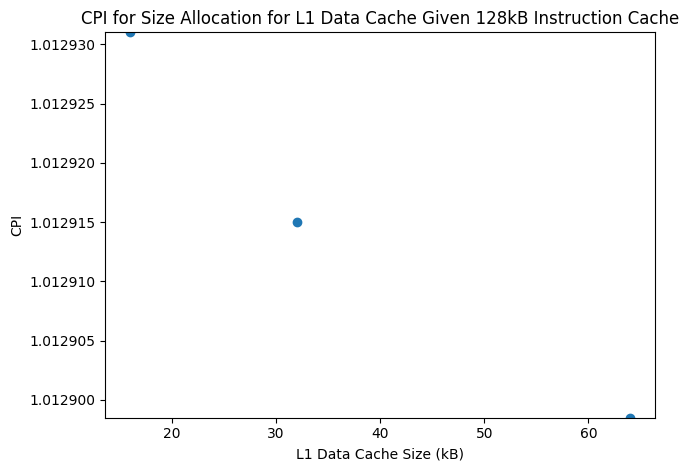 CPI for Size Allocation for L1 Data Cache Given 128kB Instruction Cache
1.012930
1.012925
1.012920
1.012915
1.012910
1.012905
1.012900
CPI
20 30 40 50 60
L1 Data Cache Size (kB)